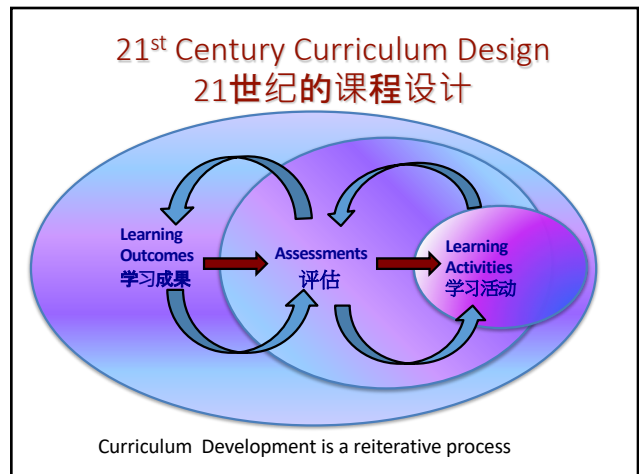 21st Century Curriculum Design
21世纪的课程设计
Learning
Outcomes
学习成果
Assessments
评估
Learning
Activities
学习活动
Curriculum Development is a reiterative process